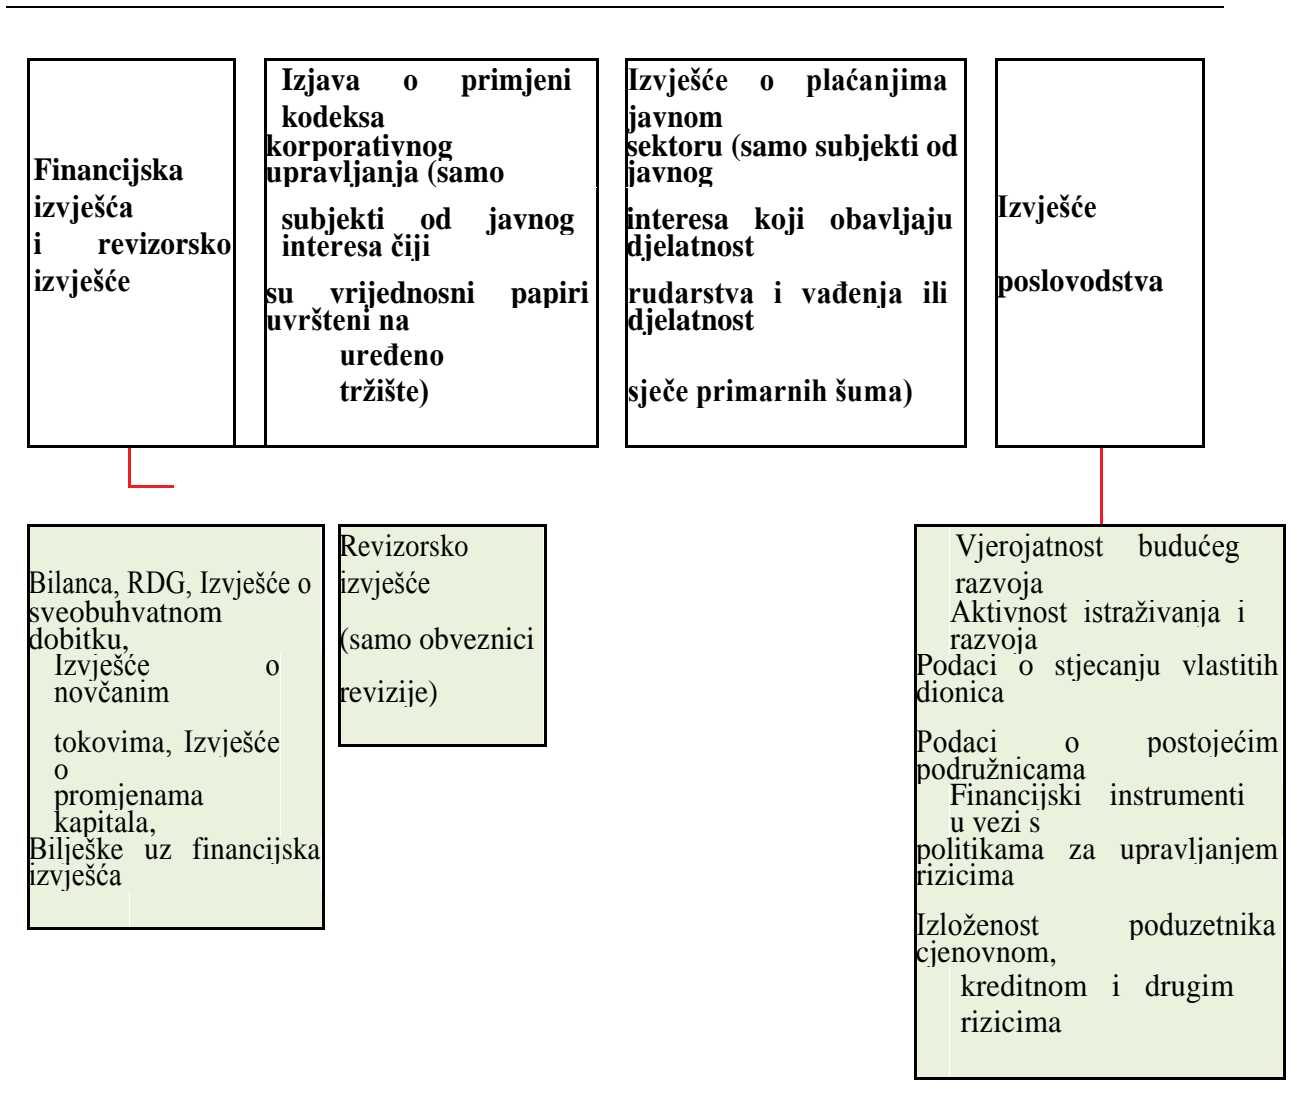 Financijska
izvješća
i revizorsko
izvješće
Izjava o primjeni
kodeksa
korporativnog
upravljanja (samo
subjekti od javnog
interesa čiji
su vrijednosni papiri
uvršteni na
uređeno
tržište)
Izvješće o plaćanjima
javnom
sektoru (samo subjekti od
javnog
interesa koji obavljaju
djelatnost
rudarstva i vađenja ili
djelatnost
sječe primarnih šuma)
Izvješće
poslovodstva
Bilanca, RDG, Izvješće o
sveobuhvatnom
dobitku,
Izvješće o
novčanim
tokovima, Izvješće
o
promjenama
kapitala,
Bilješke uz financijska
izvješća
Revizorsko
izvješće
(samo obveznici
revizije)
Vjerojatnost budućeg
razvoja
Aktivnost istraživanja i
razvoja
Podaci o stjecanju vlastitih
dionica
Podaci o postojećim
podružnicama
Financijski instrumenti
u vezi s
politikama za upravljanjem
rizicima
Izloženost poduzetnika
cjenovnom,
kreditnom i drugim
rizicima